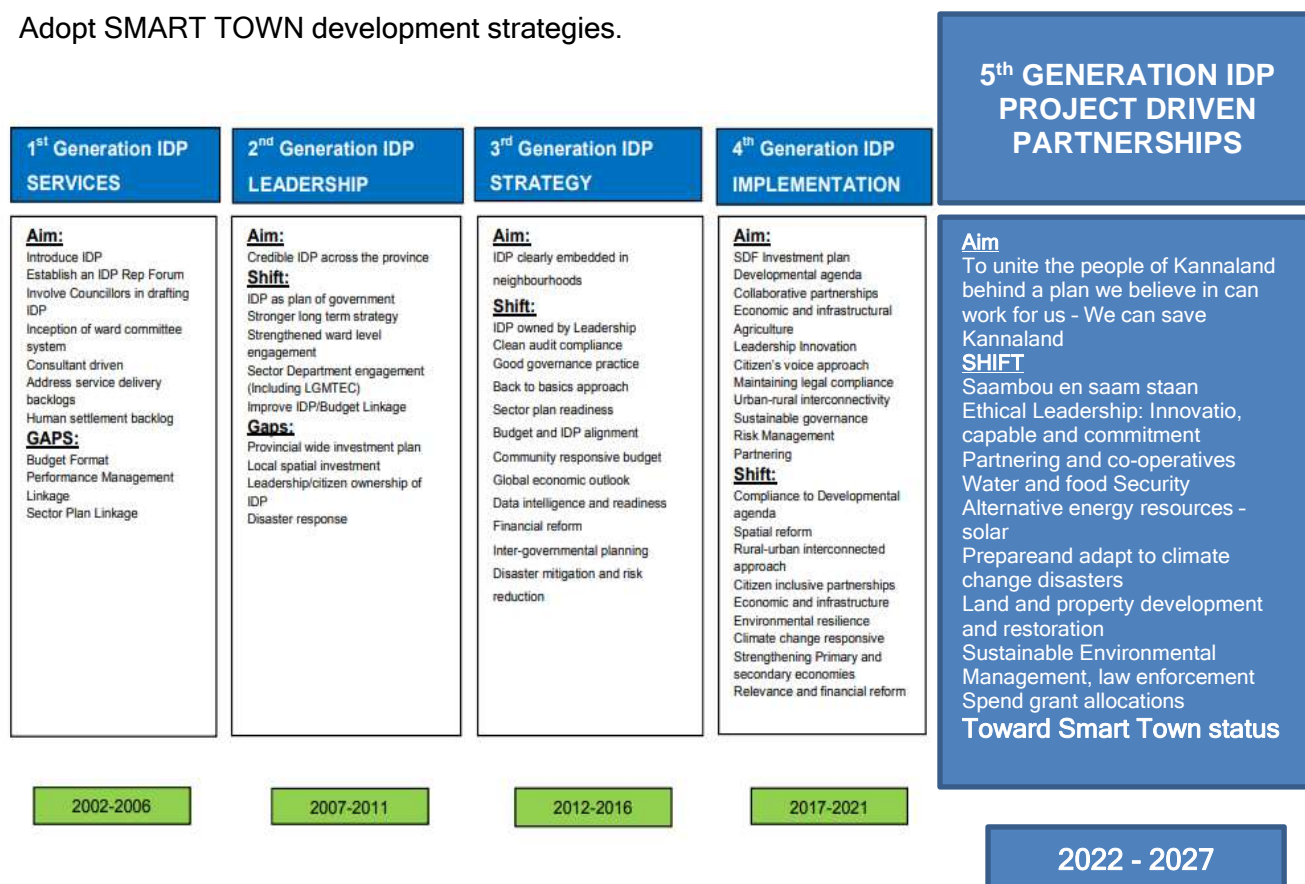 Adopt SMART TOWN development strategies.
1st Generation IDP
SERVICES
Aim:
Introduce IDP
Establish an IDP Rep Forum
Involve Councillors in drafting
IDP
Inception of ward committee
system
Consultant driven
Address service delivery
backlogs
Human settlement backlog
GAPS:
Budget Format
Performance Management
Linkage
Sector Plan Linkage
2002-2006
2nd Generation IDP
LEADERSHIP
Aim:
Credible IDP across the province
Shift:
IDP as plan of government
Stronger long term strategy
Strengthened ward level
engagement
Sector Department engagement
(Including LGMTEC)
Improve IDP/Budget Linkage
Gaps:
Provincial wide investment plan
Local spatial investment
Leadership/citizen ownership of
IDP
Disaster response
2007-2011
3rd Generation IDP
STRATEGY
Aim:
IDP clearly embedded in
neighbourhoods
Shift:
IDP owned by Leadership
Clean audit compliance
Good governance practice
Back to basics approach
Sector plan readiness
Budget and IDP alignment
Community responsive budget
Global economic outlook
Data intelligence and readiness
Financial reform
Inter-governmental planning
Disaster mitigation and risk
reduction
2012-2016
4th Generation IDP
IMPLEMENTATION
Aim:
SDF Investment plan
Developmental agenda
Collaborative partnerships
Economic and infrastructural
Agriculture
Leadership Innovation
Citizen's voice approach
Maintaining legal compliance
Urban-rural interconnectivity
Sustainable governance
Risk Management
Partnering
Shift:
Compliance to Developmental
agenda
Spatial reform
Rural-urban interconnected
approach
Citizen inclusive partnerships
Economic and infrastructure
Environmental resilience
Climate change responsive
Strengthening Primary and
secondary economies
Relevance and financial reform
2017-2021
5th GENERATION IDP
PROJECT DRIVEN
PARTNERSHIPS
Aim
To unite the people of Kannaland
behind a plan we believe in can
work for us - We can save
Kannaland
SHIFT
Saambou en saam staan
Ethical Leadership: Innovatio,
capable and commitment
Partnering and co-operatives
Water and food Security
Alternative energy resources -
solar
Prepareand adapt to climate
change disasters
Land and property development
and restoration
Sustainable Environmental
Management, law enforcement
Spend grant allocations
Toward Smart Town status
2022 - 2027